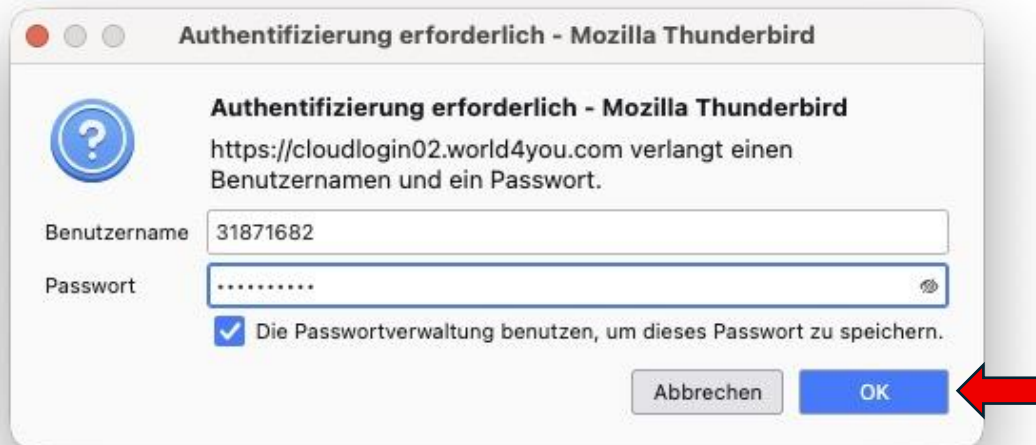 Authentifizierung erforderlich - Mozilla Thunderbird
Authentifizierung erforderlich - Mozilla Thunderbird
https://cloudlogin02.world4you.com verlangt einen
Benutzernamen und ein Passwort.
Benutzername 31871682
Passwort ••••••••••
Die Passwortverwaltung benutzen, um dieses Passwort zu speichern.
Abbrechen OK